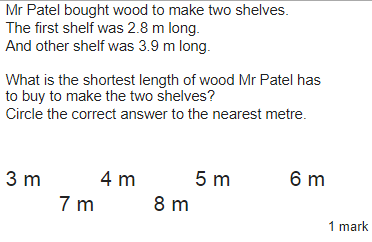 Mr Patel bought wood to make two shelves.
The first shelf was 2.8 m long.
And other shelf was 3.9 m long.
What is the shortest length of wood Mr Patel has
to buy to make the two shelves?
Circle the correct answer to the nearest metre.
3 m 4 m 5 m 6 m
7 m 8 m
1 mark